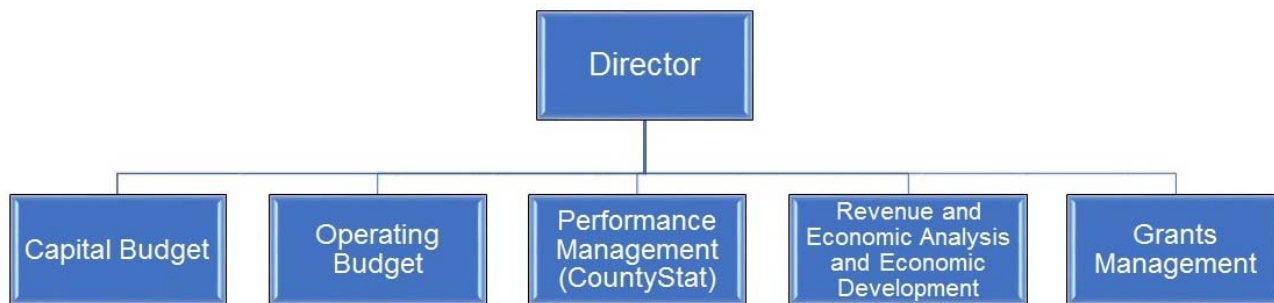 Director
Capital Budget
Operating
Budget
Performance
Management
(CountyStat)
Revenue and
Economic Analysis
and Economic
Development
Grants
Management